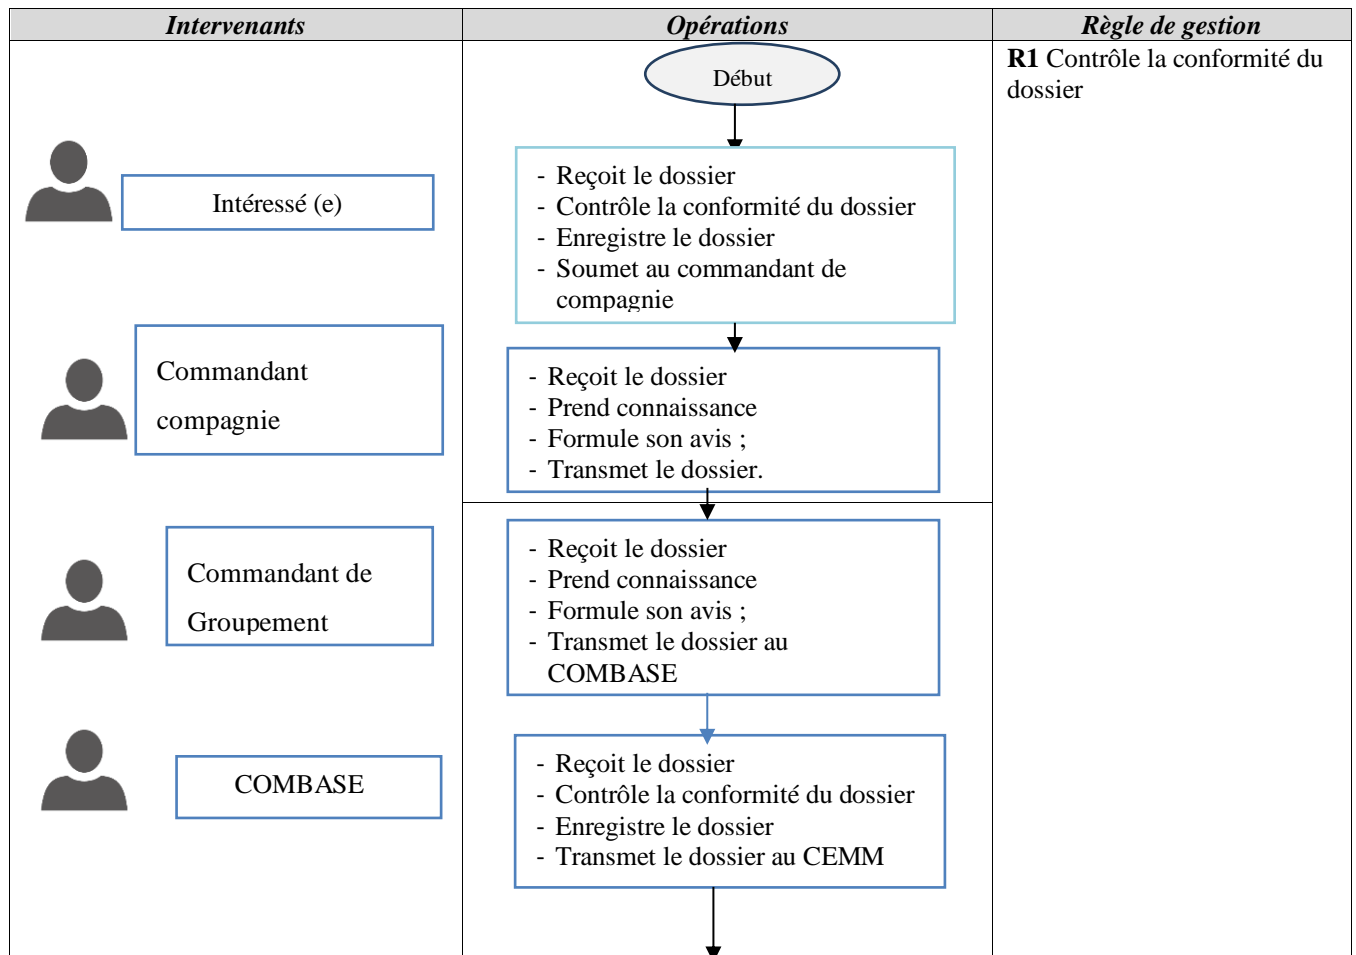 Intervenants
Opérations
Règle de gestion
Début
R1 Contrôle la conformité du
dossier
Intéressé (e)
- Reçoit le dossier
- Contrôle la conformité du dossier
- Enregistre le dossier
- Soumet au commandant de
compagnie
Commandant
compagnie
- Reçoit le dossier
- Prend connaissance
- Formule son avis ;
- Transmet le dossier.
Commandant de
Groupement
- Reçoit le dossier
- Prend connaissance
- Formule son avis ;
- Transmet le dossier au
COMBASE
COMBASE
- Reçoit le dossier
- Contrôle la conformité du dossier
- Enregistre le dossier
- Transmet le dossier au CEMM